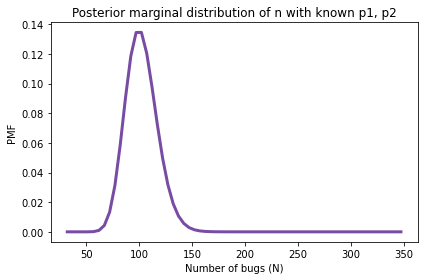 Posterior marginal distribution of n with known p1, p2
0.14
0.12
0.10
0.08
0.06
0.04
0.02
0.00
PMF
50 100 150 200 250 300 350
Number of bugs (N)